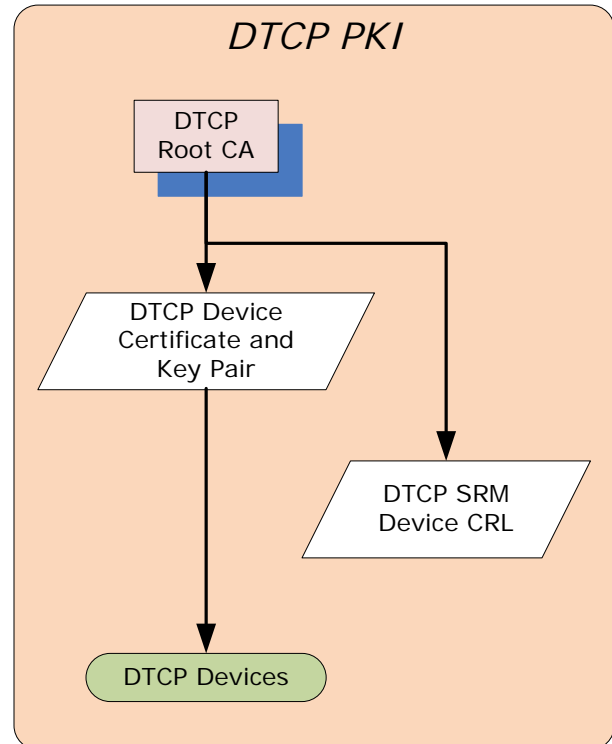 DTCP PKI
DTCP
Root CA
DTCP Device
Certificate and
Key Pair
DTCP SRM
Device CRL
DTCP Devices